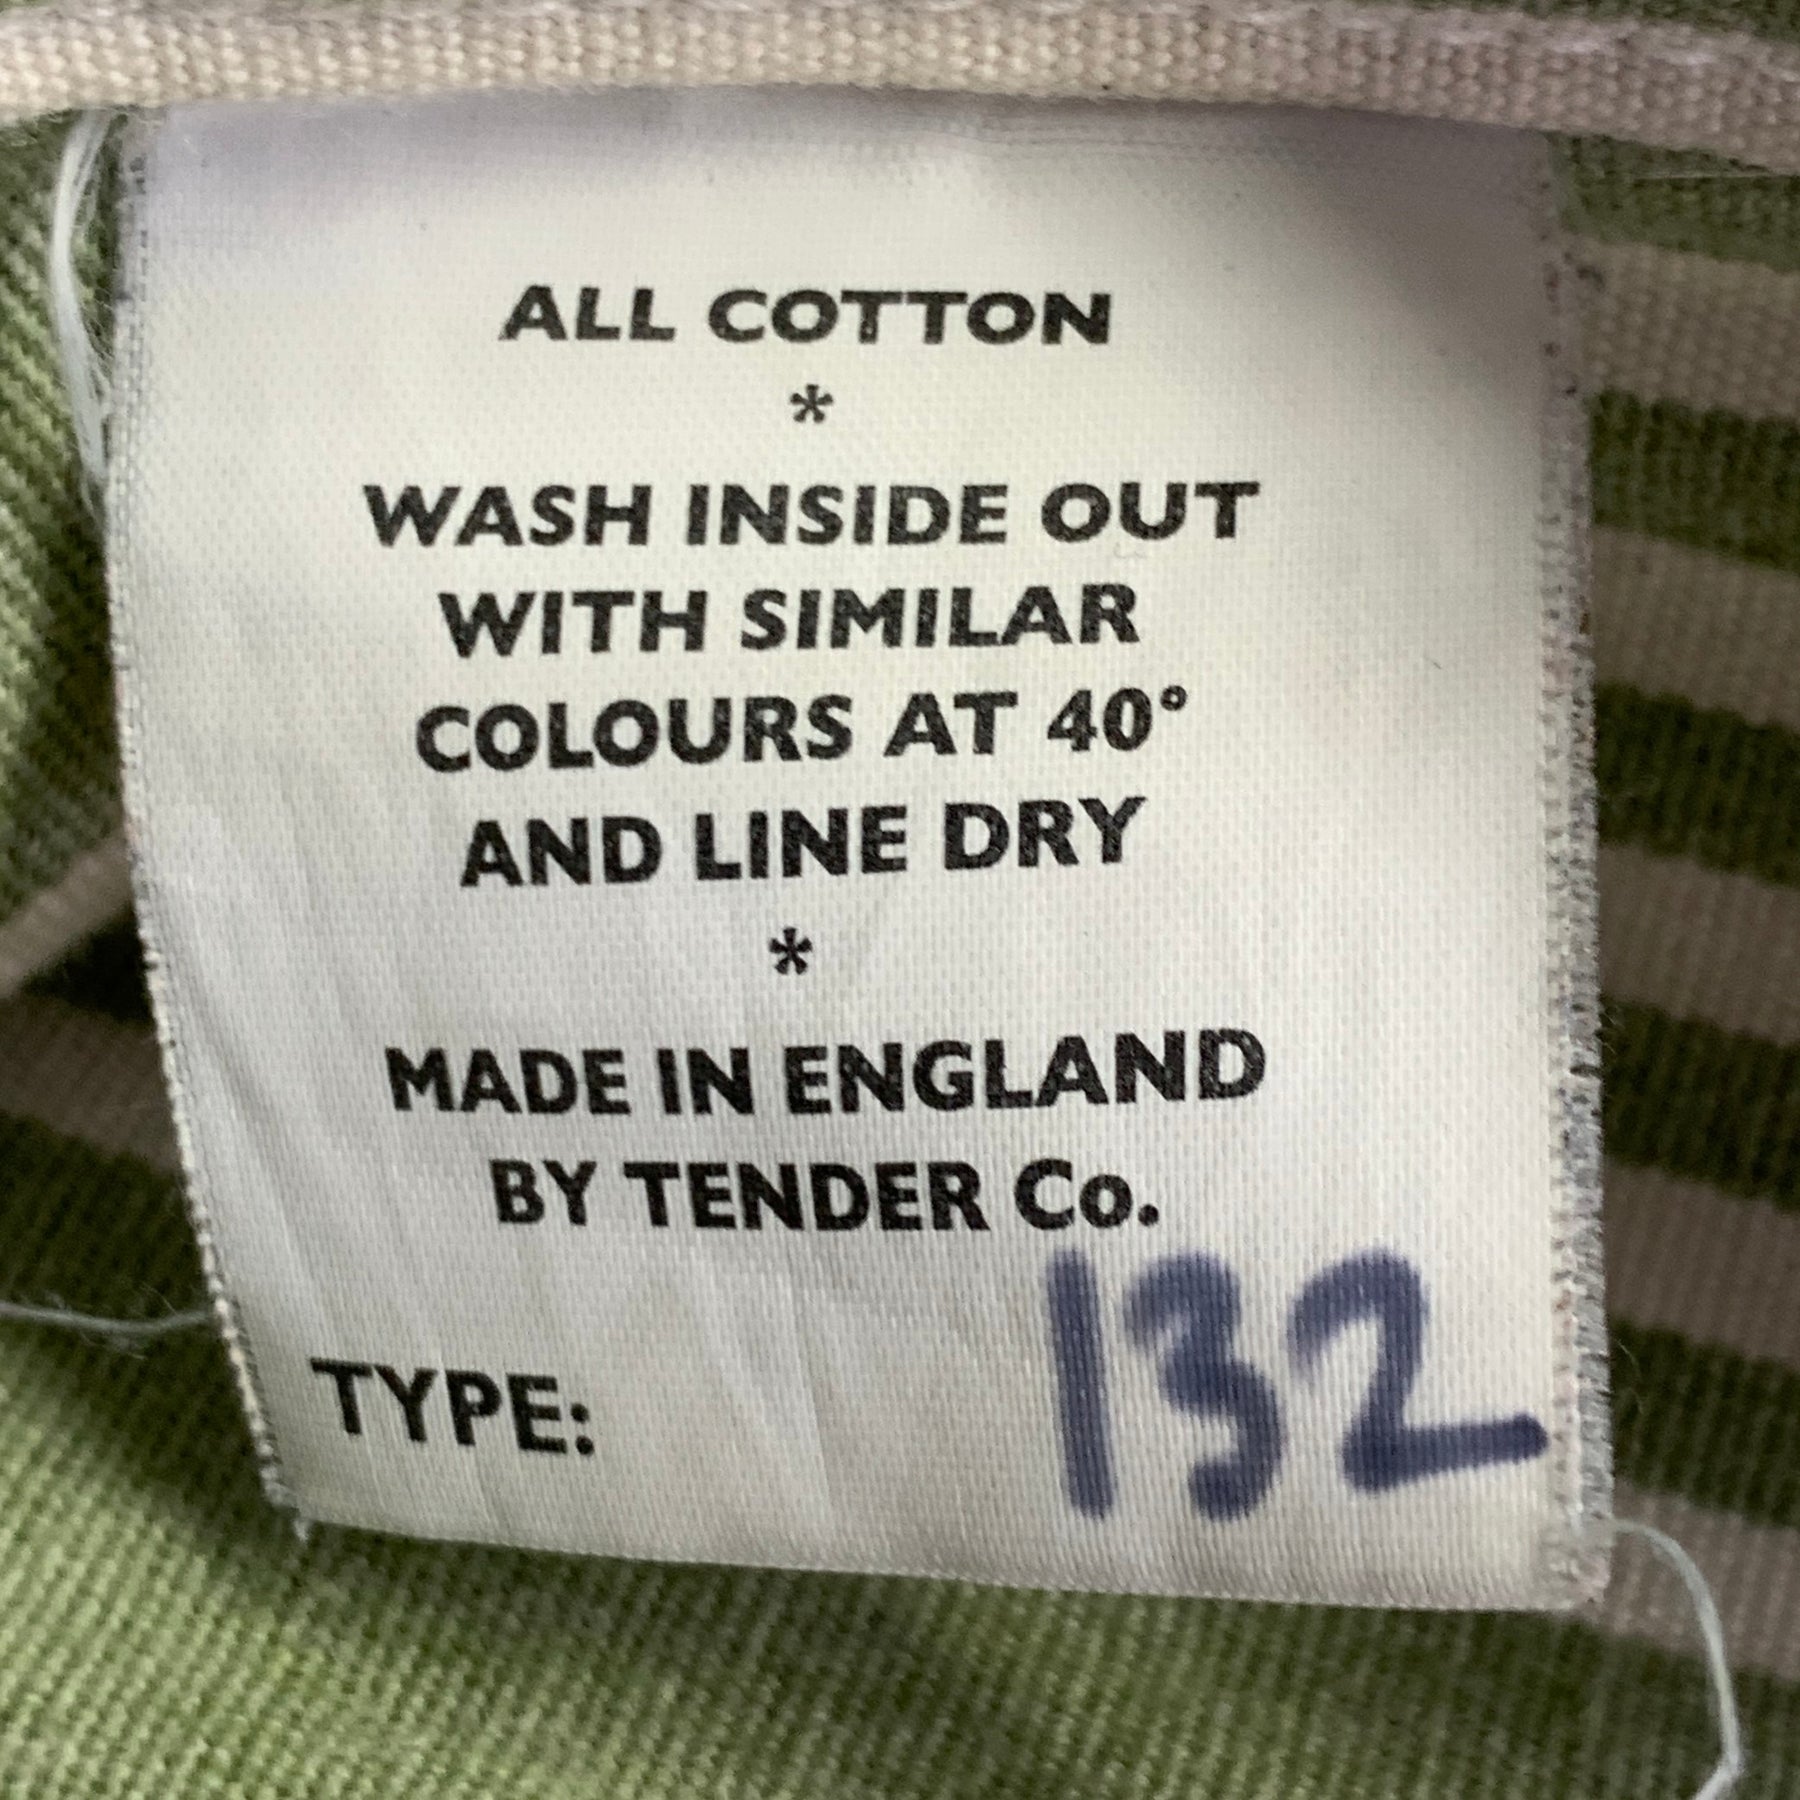 ALL COTTON
*
WASH INSIDE OUT
WITH SIMILAR
COLOURS AT 40°
AND LINE DRY
*
MADE IN ENGLAND
BY TENDER Co.
TYPE: 132